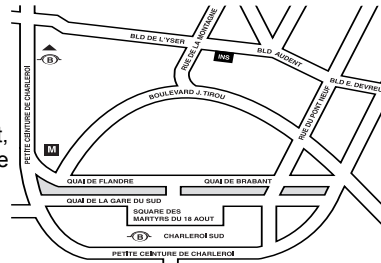 BLD DE L'YSER
RUE DE LA MONTAGNE
INS
BLD AUDENT
BLD E. DEVREU
B
PETITE CEINTURE DE CHARLEROI
BOULEVARD J. TIROU
RUE DU PONT NEUF
t,
M
e
QUAI DE FLANDRE
QUAI DE BRABANT
QUAI DE LA GARE DU SUD
SQUARE DES
MARTYRS DU 18 AOUT
B CHARLEROI SUD
PETITE CEINTURE DE CHARLEROI